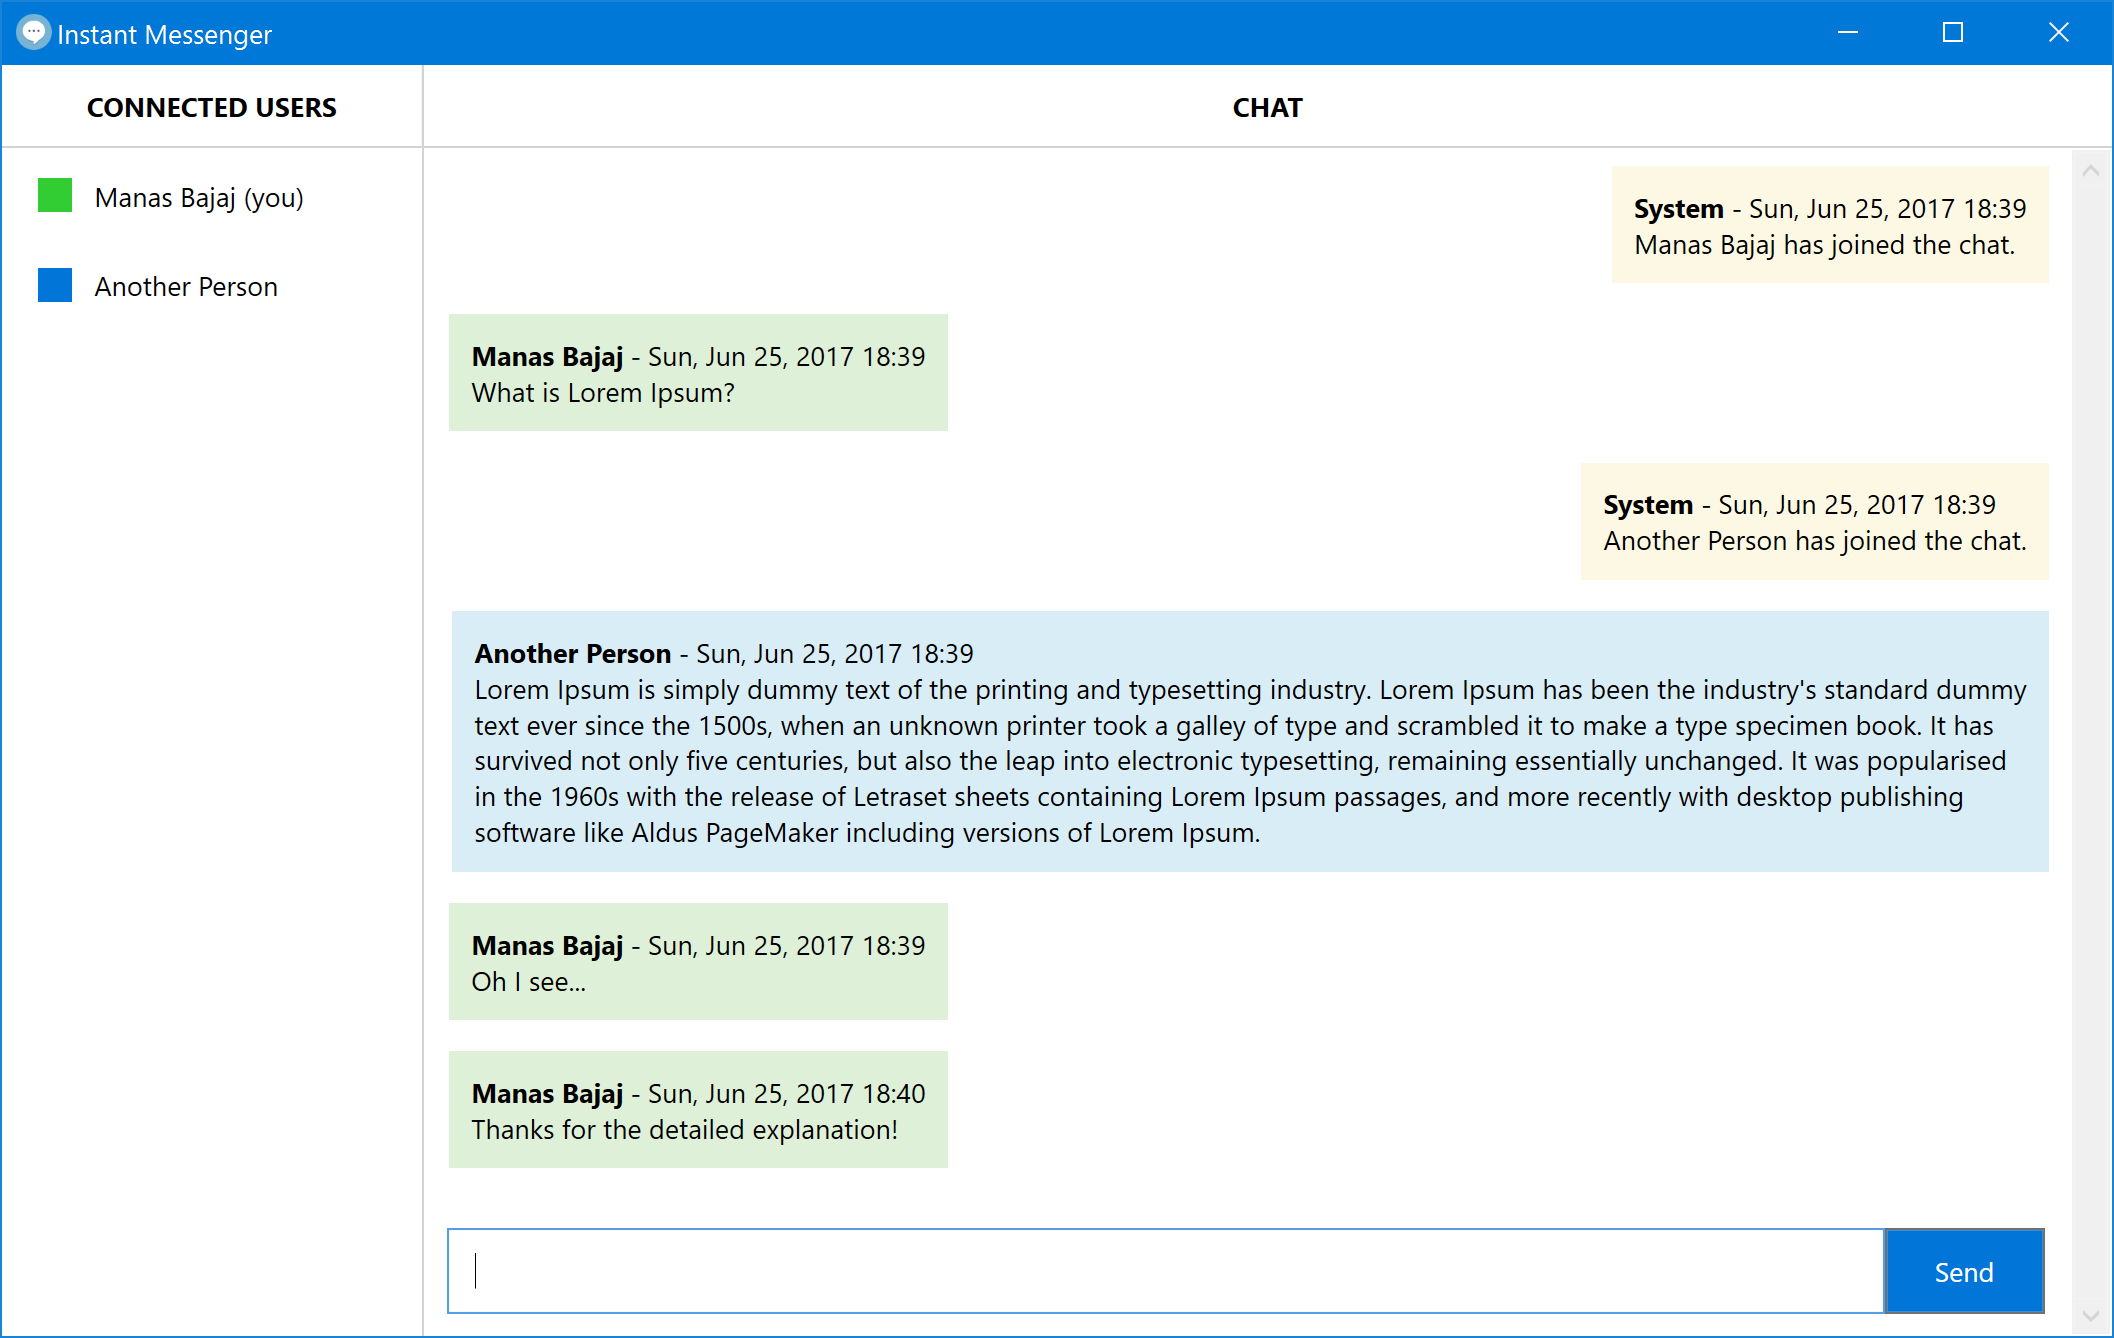 Instant Messenger
CONNECTED USERS
CHAT
Manas Bajaj (you)
Another Person
System - Sun, Jun 25, 2017 18:39
Manas Bajaj has joined the chat.
Manas Bajaj - Sun, Jun 25, 2017 18:39
What is Lorem Ipsum?
System - Sun, Jun 25, 2017 18:39
Another Person has joined the chat.
Another Person - Sun, Jun 25, 2017 18:39
Lorem Ipsum is simply dummy text of the printing and typesetting industry. Lorem Ipsum has been the industry's standard dummy
text ever since the 1500s, when an unknown printer took a galley of type and scrambled it to make a type specimen book. It has
survived not only five centuries, but also the leap into electronic typesetting, remaining essentially unchanged. It was popularised
in the 1960s with the release of Letraset sheets containing Lorem Ipsum passages, and more recently with desktop publishing
software like Aldus PageMaker including versions of Lorem Ipsum.
Manas Bajaj - Sun, Jun 25, 2017 18:39
Oh I see...
Manas Bajaj - Sun, Jun 25, 2017 18:40
Thanks for the detailed explanation!
Send